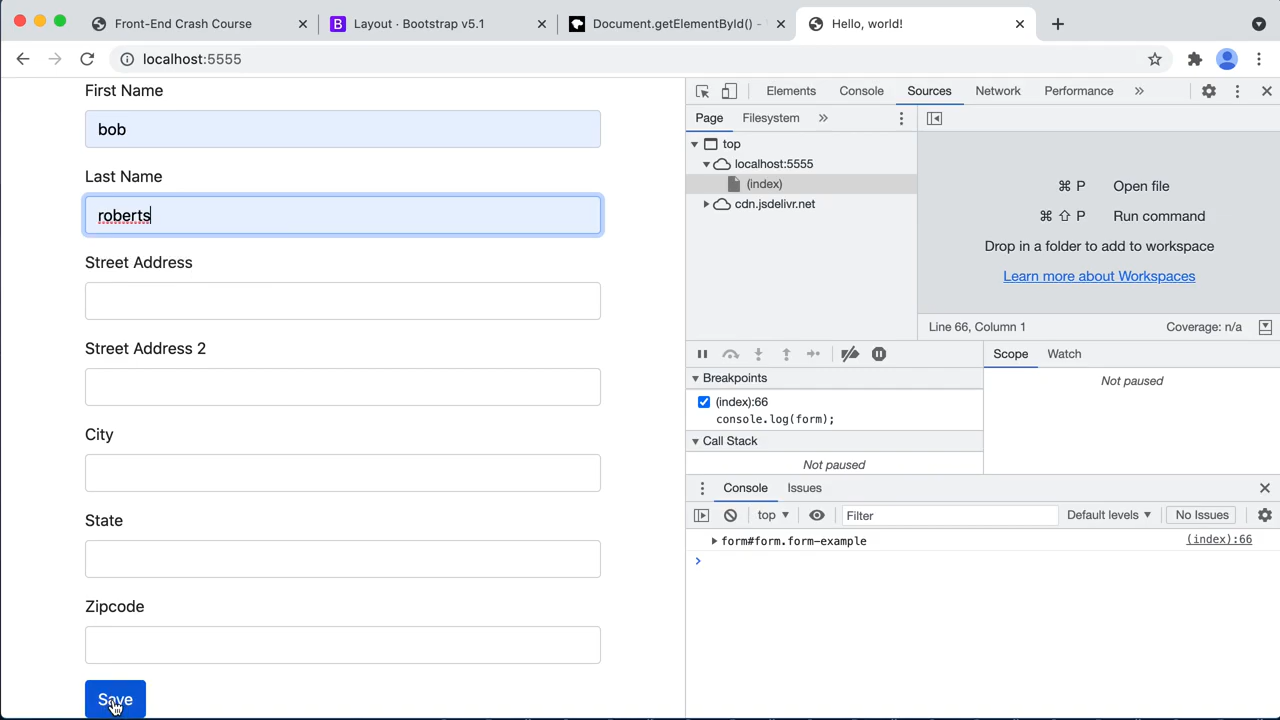 Front-End Crash Course
Layout · Bootstrap v5.1
Document.getElementById() -
Hello, world!
localhost:5555
First Name
bob
Last Name
roberts
Street Address
Street Address 2
City
State
Zipcode
Save
Elements Console Sources Network Performance »
Page Filesystem »
top
localhost:5555
(index)
cdn.jsdelivr.net
⌘ P Open file
⌘ ⇧ P Run command
Drop in a folder to add to workspace
Learn more about Workspaces
Line 66, Column 1 Coverage: n/a
Breakpoints
(index):66
console.log(form);
Call Stack
Not paused
Scope Watch
Not paused
Console Issues
top Filter Default levels No Issues
form#form.form-example (index):66